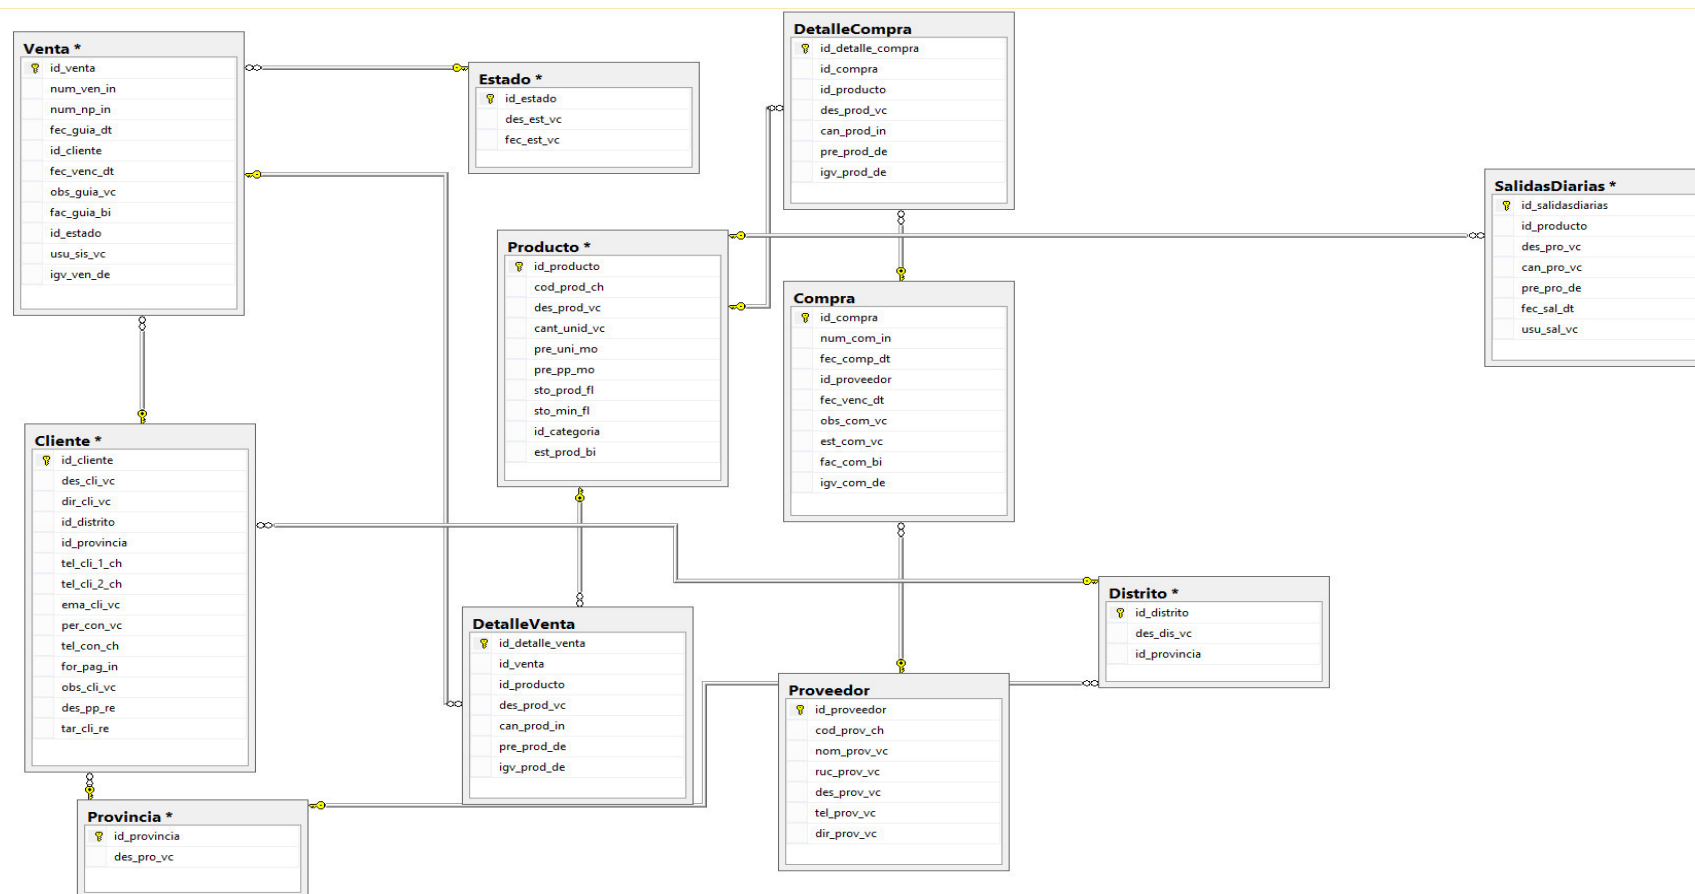 Venta *
id_venta
num_ven_in
num_np_in
fec_guia_dt
id_cliente
fec_venc_dt
obs_guia_vc
fac_guia_bi
id_estado
usu_sis_vc
igv_ven_de
Estado *
id_estado
des_est_vc
fec_est_vc
DetalleCompra
id_detalle_compra
id_compra
id_producto
des_prod_vc
can_prod_in
pre_prod_de
igv_prod_de
SalidasDiarias *
id_salidasdiarias
id_producto
des_pro_vc
can_pro_vc
pre_pro_de
fec_sal_dt
usu_sal_vc
Producto *
id_producto
cod_prod_ch
des_prod_vc
cant_unid_vc
pre_uni_mo
pre_pp_mo
sto_prod_fl
sto_min_fl
id_categoria
est_prod_bi
Compra
id_compra
num_com_in
fec_comp_dt
id_proveedor
fec_venc_dt
obs_com_vc
est_com_vc
fac_com_bi
igv_com_de
Cliente *
id_cliente
des_cli_vc
dir_cli_vc
id_distrito
id_provincia
tel_cli_1_ch
tel_cli_2_ch
ema_cli_vc
per_con_vc
tel_con_ch
for_pag_in
obs_cli_vc
des_pp_re
tar_cli_re
DetalleVenta
id_detalle_venta
id_venta
id_producto
des_prod_vc
can_prod_in
pre_prod_de
igv_prod_de
Distrito *
id_distrito
des_dis_vc
id_provincia
Proveedor
id_proveedor
cod_prov_ch
nom_prov_vc
ruc_prov_vc
des_prov_vc
tel_prov_vc
dir_prov_vc
Provincia *
id_provincia
des_pro_vc